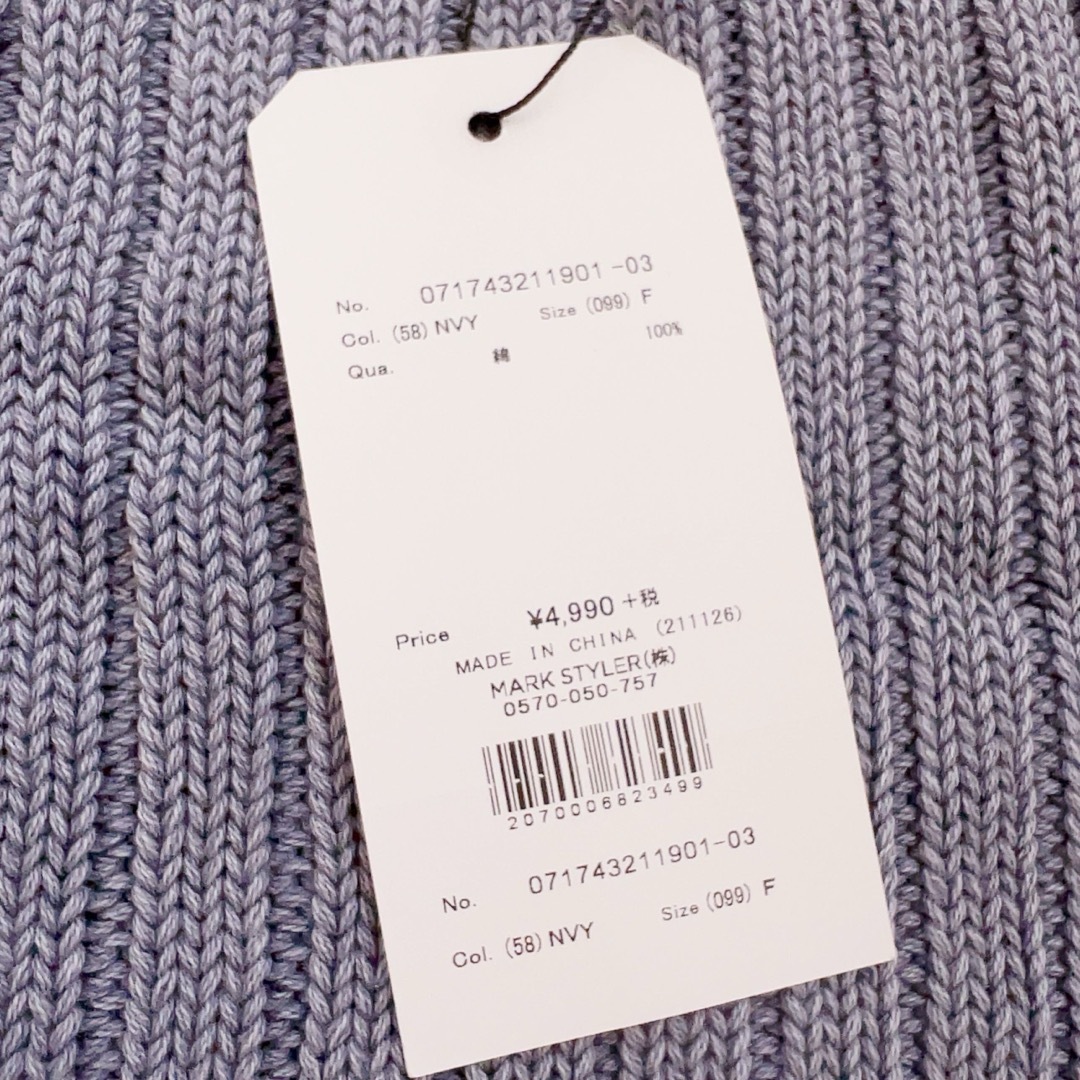 No. 071743211901-03
Col. (58) NVY Size (099) F
Qua. 綿 100%
Price ¥4,990+税
MADE IN CHINA (211126)
MARK STYLER(株)
0570-050-757
2070006823499
No. 071743211901-03
Col. (58) NVY Size (099) F